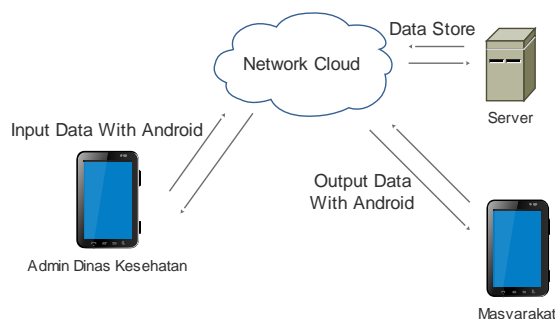 Data Store
Network Cloud
Server
Input Data With Android
Output Data
With Android
Admin Dinas Kesehatan
Masyarakat